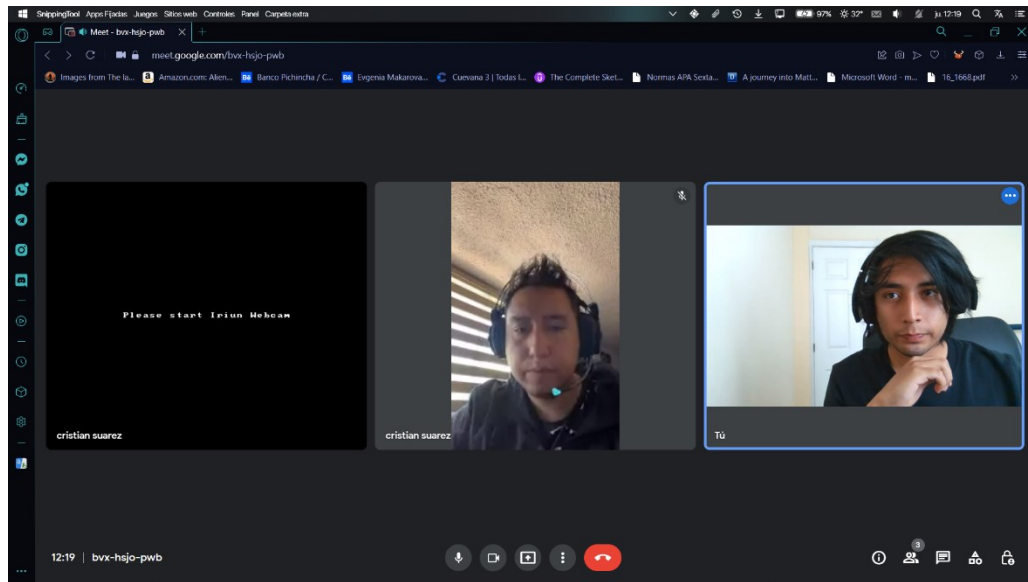 SnippingTool Apps Fijadas Juegos Sitios web Controles Panel Carpeta extra
97% 32° ju. 12:19
Meet - bvx-hsjo-pwb
meet.google.com/bvx-hsjo-pwb
Images from The la... Amazon.com: Alien... Banco Pichincha / C... Evgenia Makarova... Cuevana 3 | Todas l... The Complete Sket... Normas APA Sexta... A journey into Matt... Microsoft Word - m... 16_1668.pdf
Please start Iriun Webcam
cristian suarez
cristian suarez
Tú
12:19 | bvx-hsjo-pwb
3